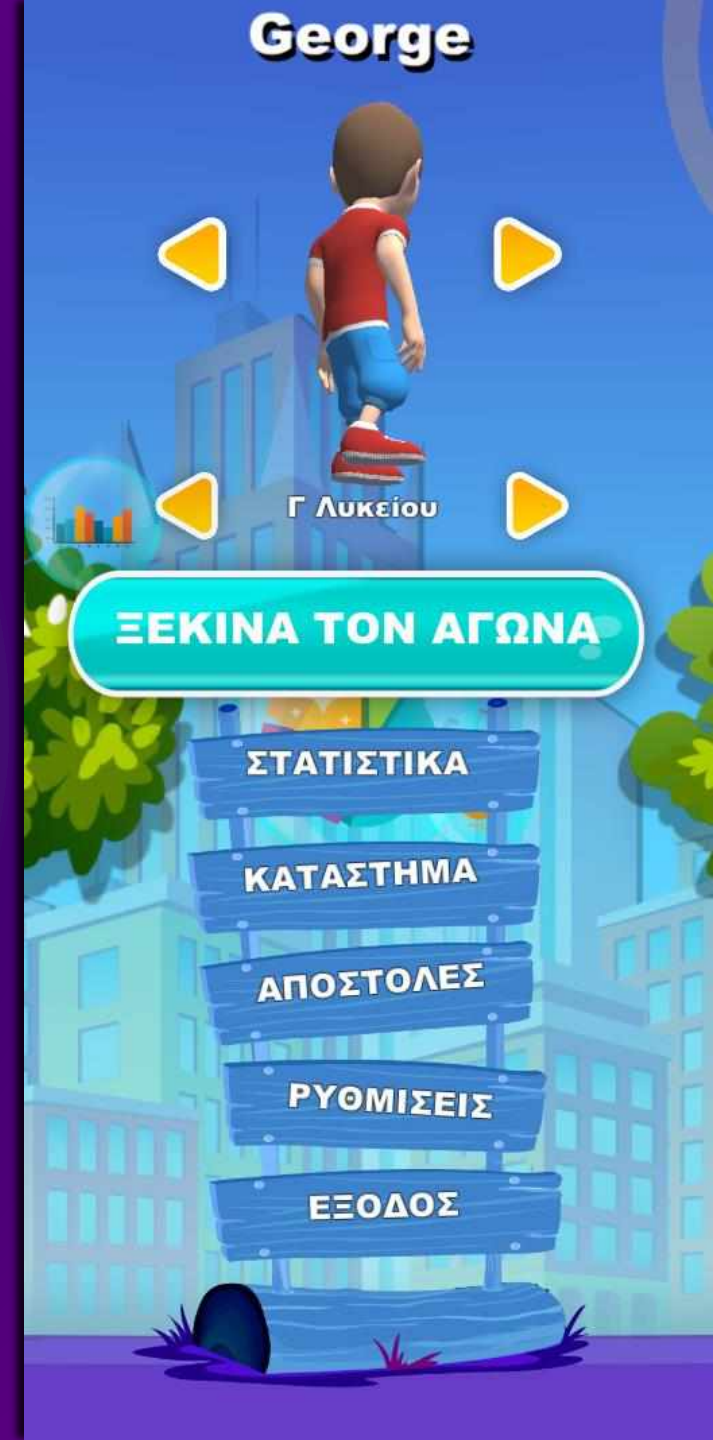 George
Γ Λυκείου
ΞΕΚΙΝΑ ΤΟΝ ΑΓΩΝΑ
ΣΤΑΤΙΣΤΙΚΑ
ΚΑΤΑΣΤΗΜΑ
ΑΠΟΣΤΟΛΕΣ
ΡΥΘΜΙΣΕΙΣ
ΕΞΟΔΟΣ